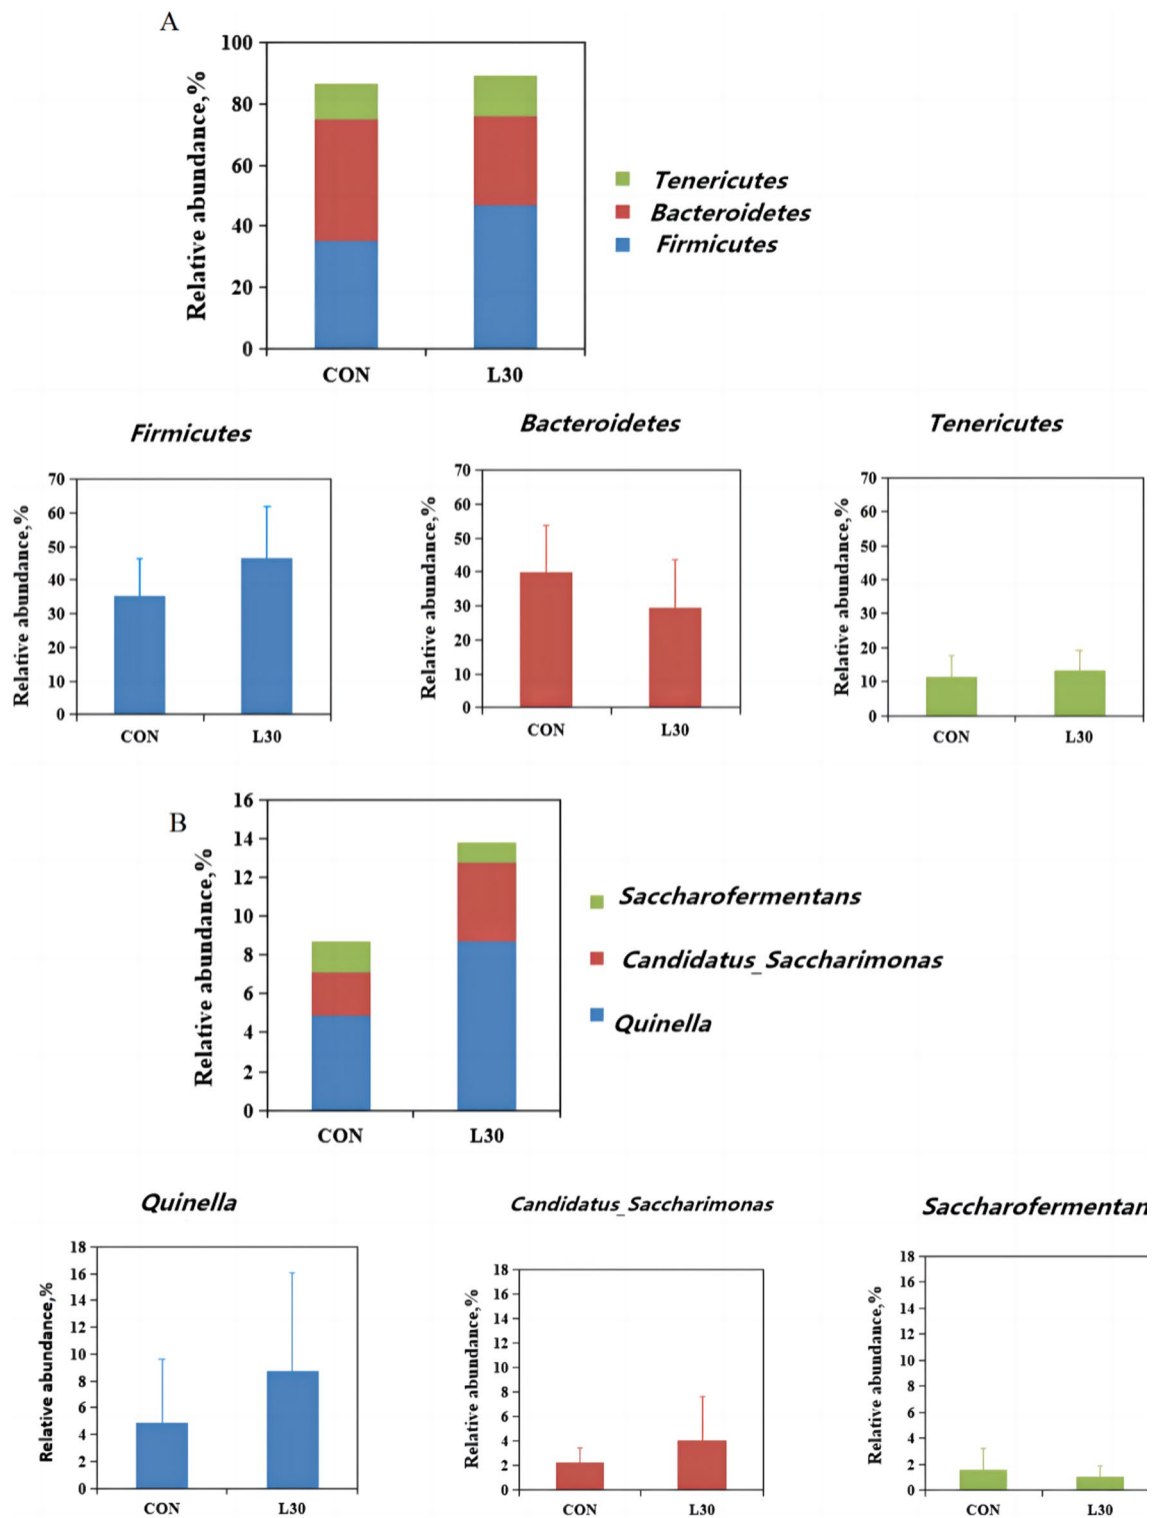 A
Relative abundance,%
100
80
60
40
20
0
CON L30
Tenericutes
Bacteroidetes
Firmicutes
Firmicutes
Relative abundance,%
70
60
50
40
30
20
10
0
CON L30
Bacteroidetes
Relative abundance,%
70
60
50
40
30
20
10
0
CON L30
Tenericutes
Relative abundance,%
70
60
50
40
30
20
10
0
CON L30
B
Relative abundance,%
16
14
12
10
8
6
4
2
0
CON L30
Saccharofermentans
Candidatus_Saccharimonas
Quinella
Quinella
Relative abundance,%
18
16
14
12
10
8
6
4
2
0
CON L30
Candidatus_Saccharimonas
Relative abundance,%
18
16
14
12
10
8
6
4
2
0
CON L30
Saccharofermentan
Relative abundance,%
18
16
14
12
10
8
6
4
2
0
CON L30